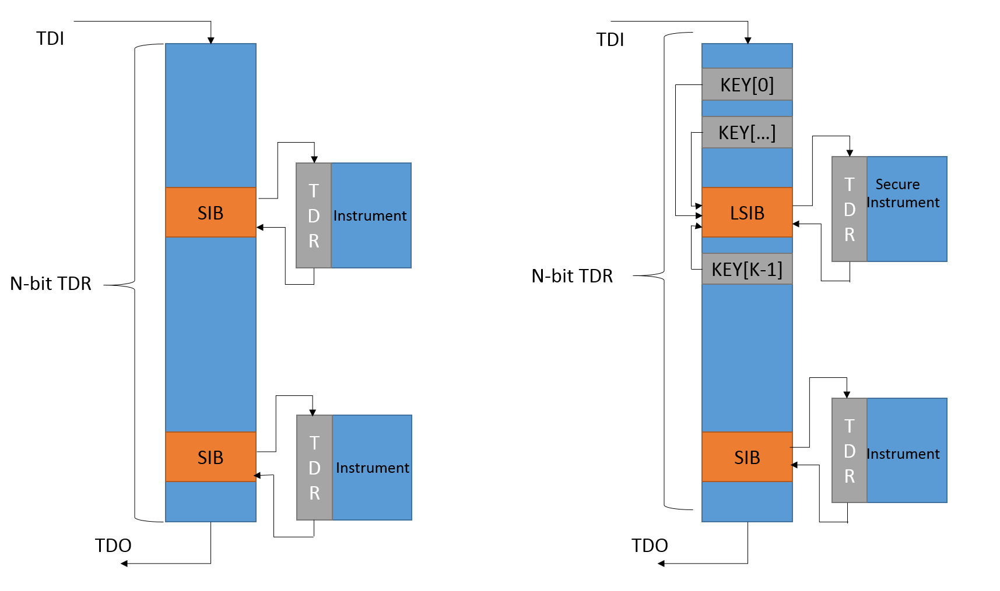 TDI
SIB
T
D
R
Instrument
N-bit TDR
SIB
T
D
R
Instrument
TDO
TDI
KEY[0]
KEY[...]
LSIB
T
D
R
Secure
Instrument
KEY[K-1]
N-bit TDR
SIB
T
D
R
Instrument
TDO